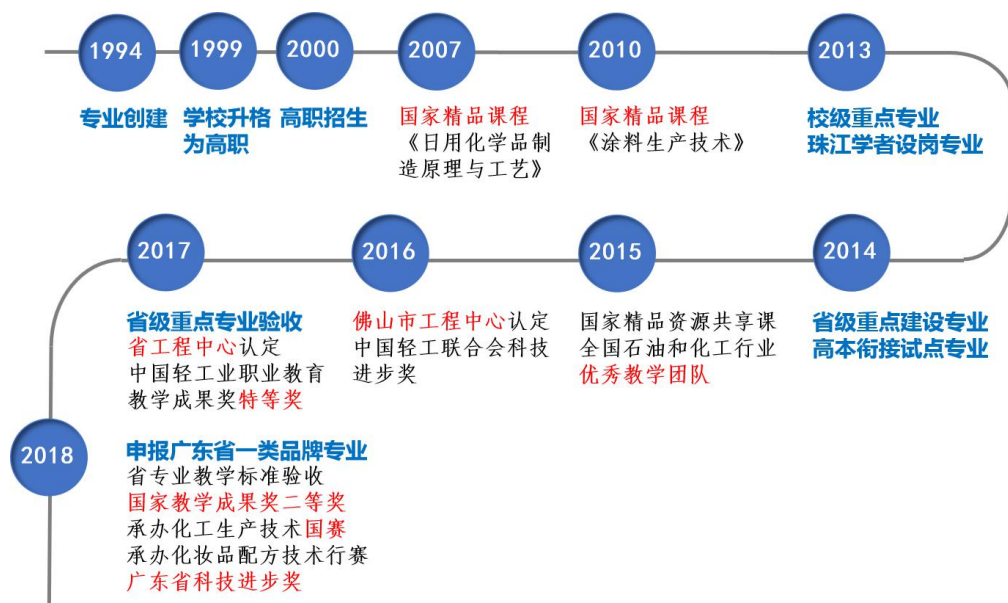 1994
专业创建
1999
学校升格
为高职
2000
高职招生
2007
国家精品课程
《日用化学品制
造原理与工艺》
2010
国家精品课程
《涂料生产技术》
2013
校级重点专业
珠江学者设岗专业
2014
省级重点建设专业
高本衔接试点专业
2015
国家精品资源共享课
全国石油和化工行业
优秀教学团队
2016
佛山市工程中心认定
中国轻工联合会科技
进步奖
2017
省级重点专业验收
省工程中心认定
中国轻工业职业教育
教学成果奖特等奖
2018
申报广东省一类品牌专业
省专业教学标准验收
国家教学成果奖二等奖
承办化工生产技术国赛
承办化妆品配方技术行赛
广东省科技进步奖